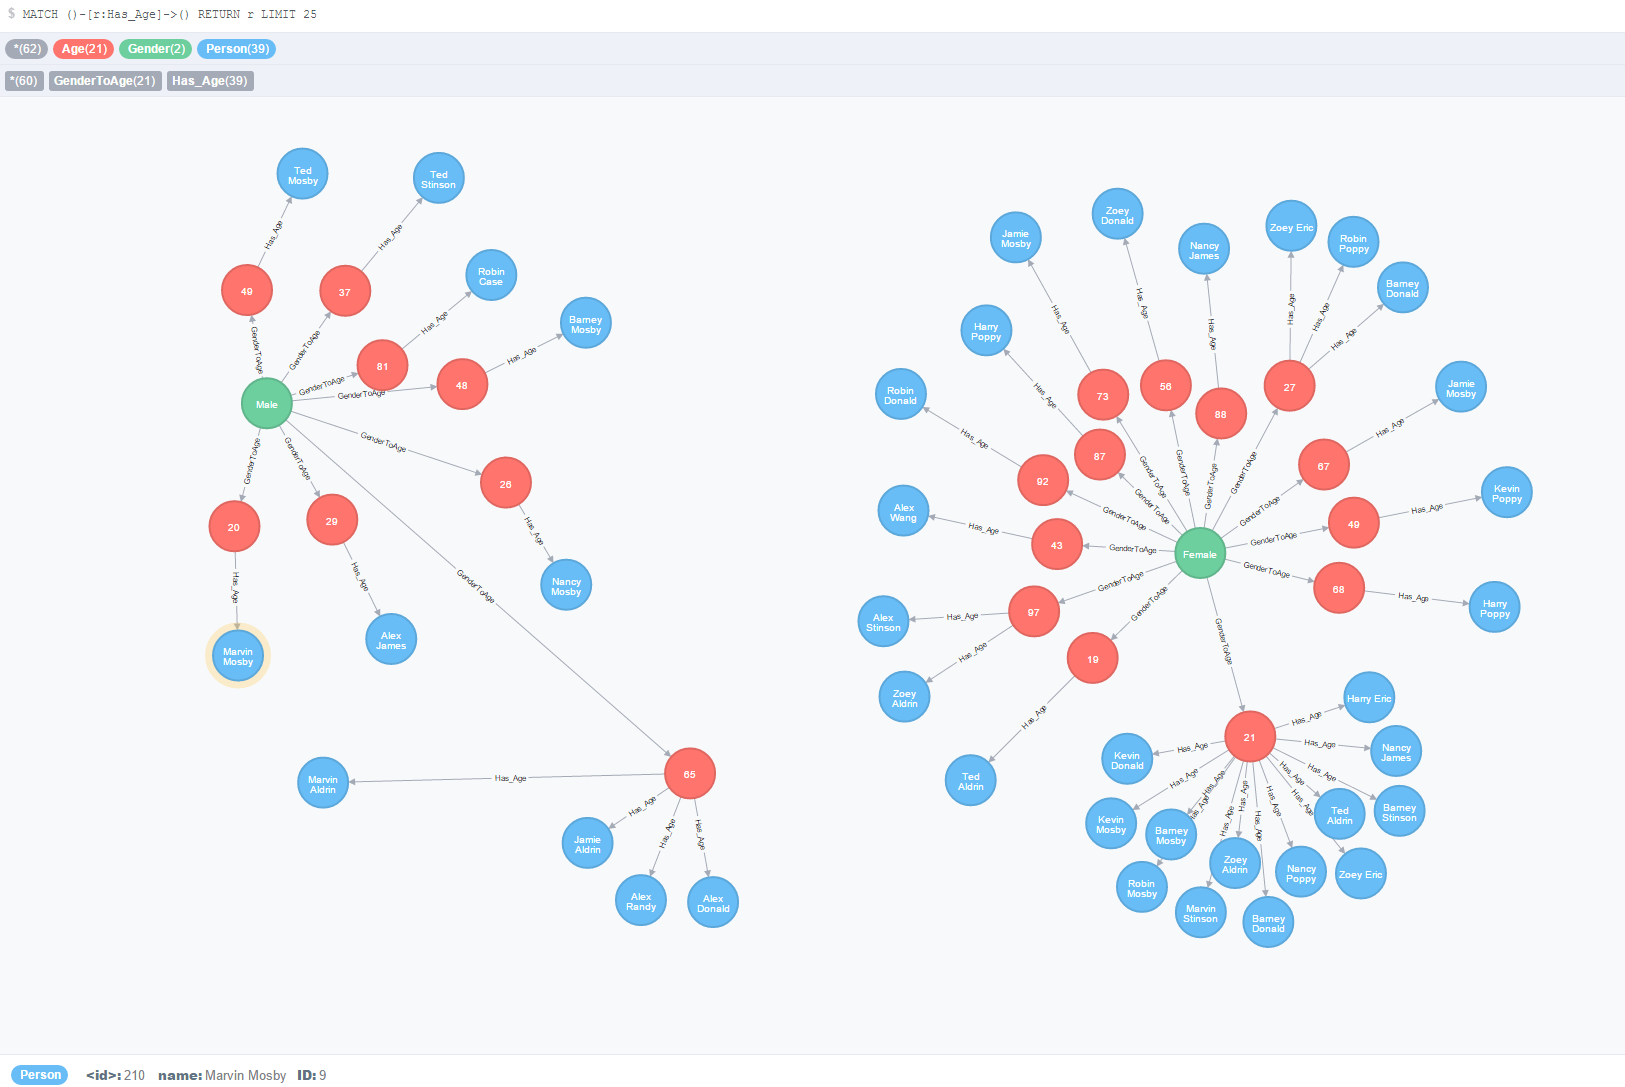 $ MATCH ()-[r:Has_Age]->() RETURN r LIMIT 25
*(62) Age(21) Gender(2) Person(39)
*(60) GenderToAge(21) Has_Age(39)
Ted
Mosby
Has_Age
49
GenderToAge
Ted
Stinson
Has_Age
37
GenderToAge
Robin
Case
Has_Age
81
GenderToAge
Barney
Mosby
Has_Age
48
GenderToAge
Male
GenderToAge
26
Has_Age
Nancy
Mosby
GenderToAge
20
Has_Age
Marvin
Mosby
GenderToAge
29
Has_Age
Alex
James
GenderToAge
65
Has_Age
Marvin
Aldrin
Has_Age
Jamie
Aldrin
Has_Age
Alex
Randy
Has_Age
Alex
Donald
Zoey
Donald
Has_Age
56
GenderToAge
Jamie
Mosby
Has_Age
73
GenderToAge
Nancy
James
Has_Age
88
GenderToAge
Zoey Eric
Has_Age
Robin
Poppy
Has_Age
Barney
Donald
Has_Age
27
GenderToAge
Harry
Poppy
Has_Age
87
GenderToAge
Robin
Donald
Has_Age
92
GenderToAge
Jamie
Mosby
Has_Age
67
GenderToAge
Kevin
Poppy
Has_Age
49
GenderToAge
Alex
Wang
Has_Age
43
GenderToAge
Female
GenderToAge
68
Has_Age
Harry
Poppy
GenderToAge
97
Has_Age
Alex
Stinson
Has_Age
Zoey
Aldrin
GenderToAge
19
Has_Age
Ted
Aldrin
GenderToAge
21
Has_Age
Harry Eric
Has_Age
Nancy
James
Has_Age
Kevin
Donald
Has_Age
Kevin
Mosby
Has_Age
Barney
Mosby
Has_Age
Robin
Mosby
Has_Age
Marvin
Stinson
Has_Age
Zoey
Aldrin
Has_Age
Barney
Donald
Has_Age
Nancy
Poppy
Has_Age
Zoey Eric
Has_Age
Ted
Aldrin
Has_Age
Barney
Stinson
Person <id>: 210 name: Marvin Mosby ID: 9